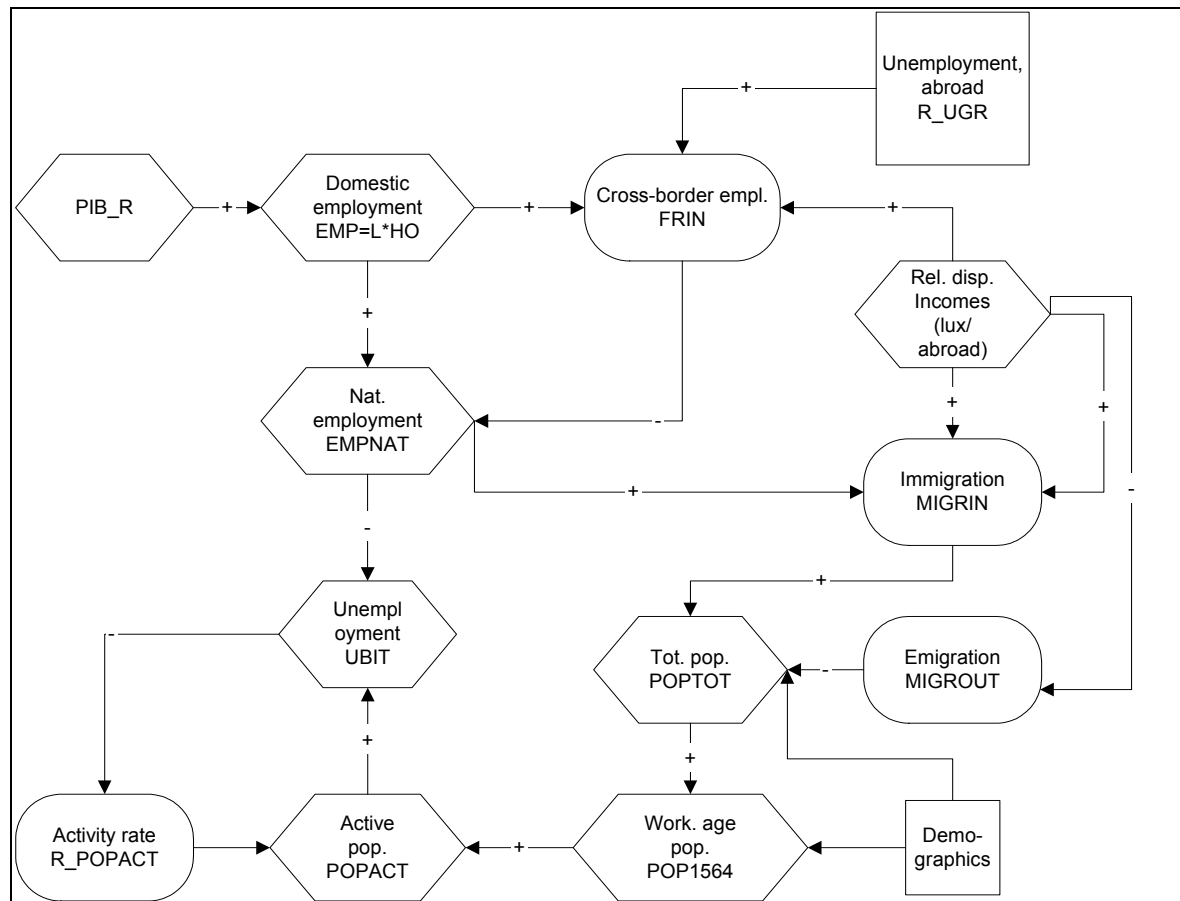 Unemployment,
abroad
R_UGR
+
PIB_R
+
Domestic
employment
EMP=L*HO
+
Cross-border empl.
FRIN
+
Rel. disp.
Incomes
(lux/
abroad)
+
Nat.
employment
EMPNAT
-
+
+
-
+
Immigration
MIGRIN
-
+
Unempl
oyment
UBIT
-
Tot. pop.
POPTOT
-
Emigration
MIGROUT
+
+
Activity rate
R_POPACT
Active
pop.
POPACT
+
Work. age
pop.
POP1564
Demo-
graphics